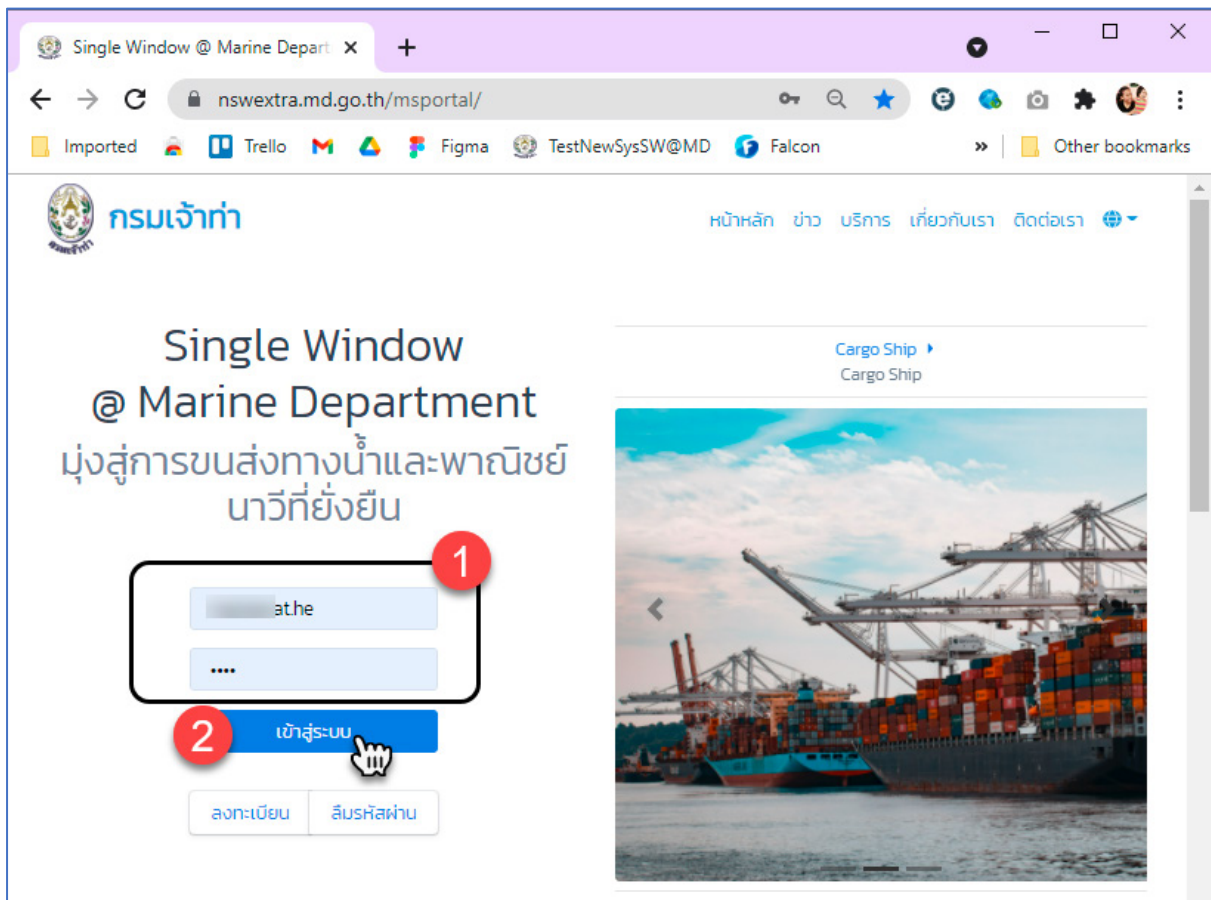 Single Window @ Marine Depart
nswextra.md.go.th/msportal/
Imported Trello Figma TestNewSysSW@MD Falcon » Other bookmarks
กรมเจ้าท่า
หน้าหลัก ข่าว บริการ เกี่ยวกับเรา ติดต่อเรา
Single Window
@ Marine Department
มุ่งสู่การขนส่งทางน้ำและพาณิชย์
นาวีที่ยั่งยืน
1
at.he
••••
2 เข้าสู่ระบบ
ลงทะเบียน ลืมรหัสผ่าน
Cargo Ship
Cargo Ship